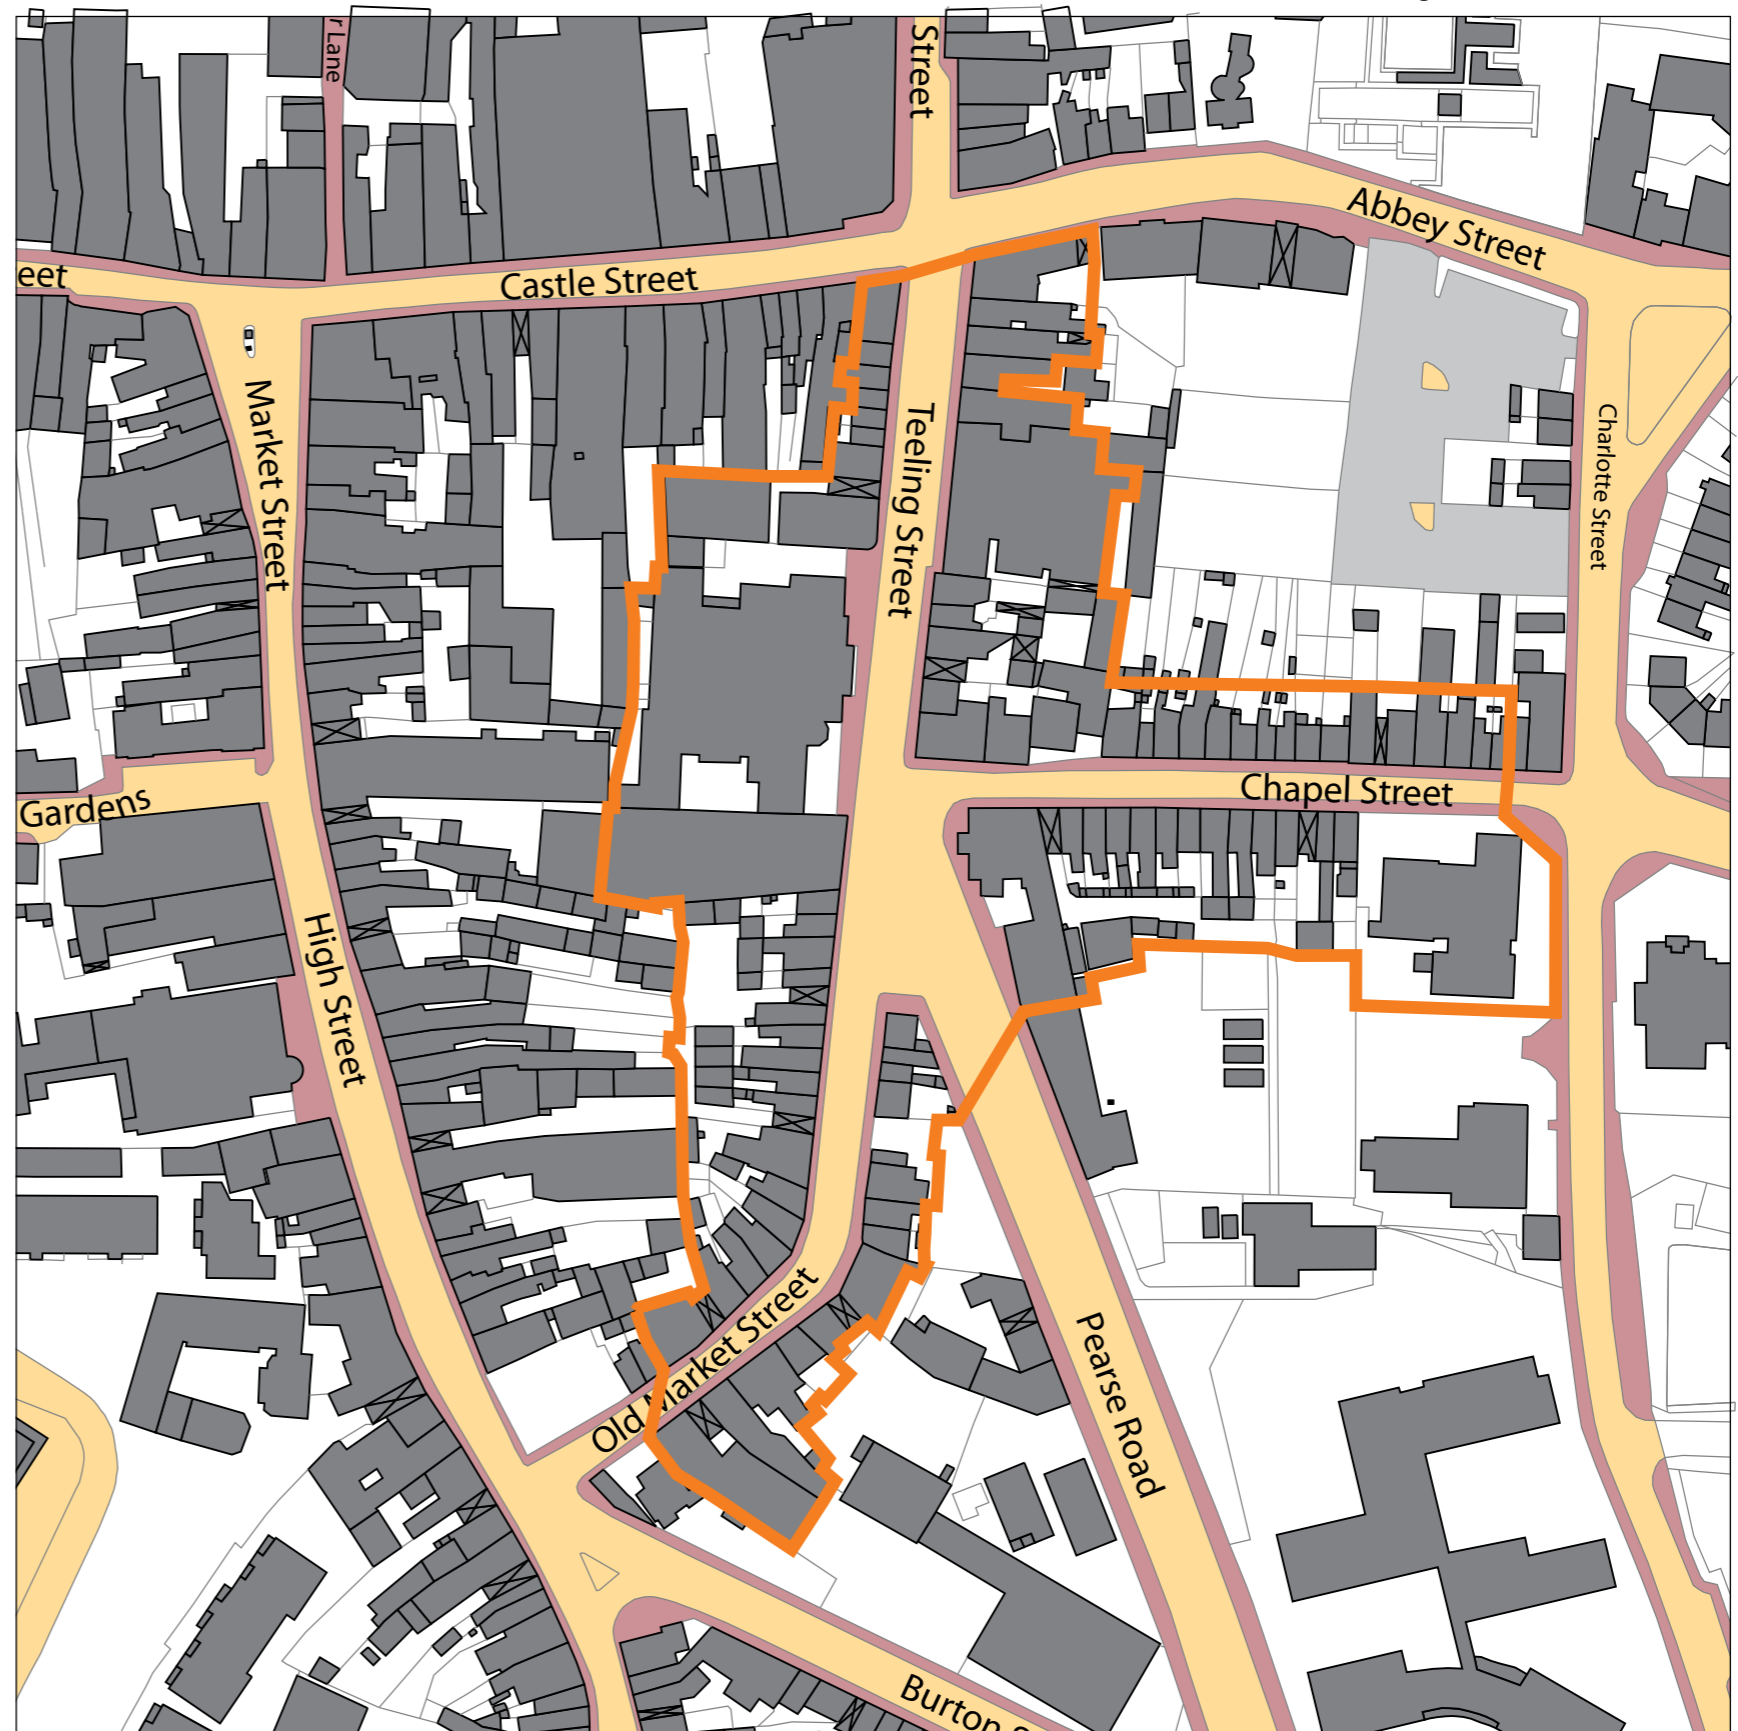 r Lane
Street
Abbey Street
eet
Castle Street
Market Street
Teeling Street
Charlotte Street
Gardens
Chapel Street
High Street
Old Market Street
Pearse Road
Burton S